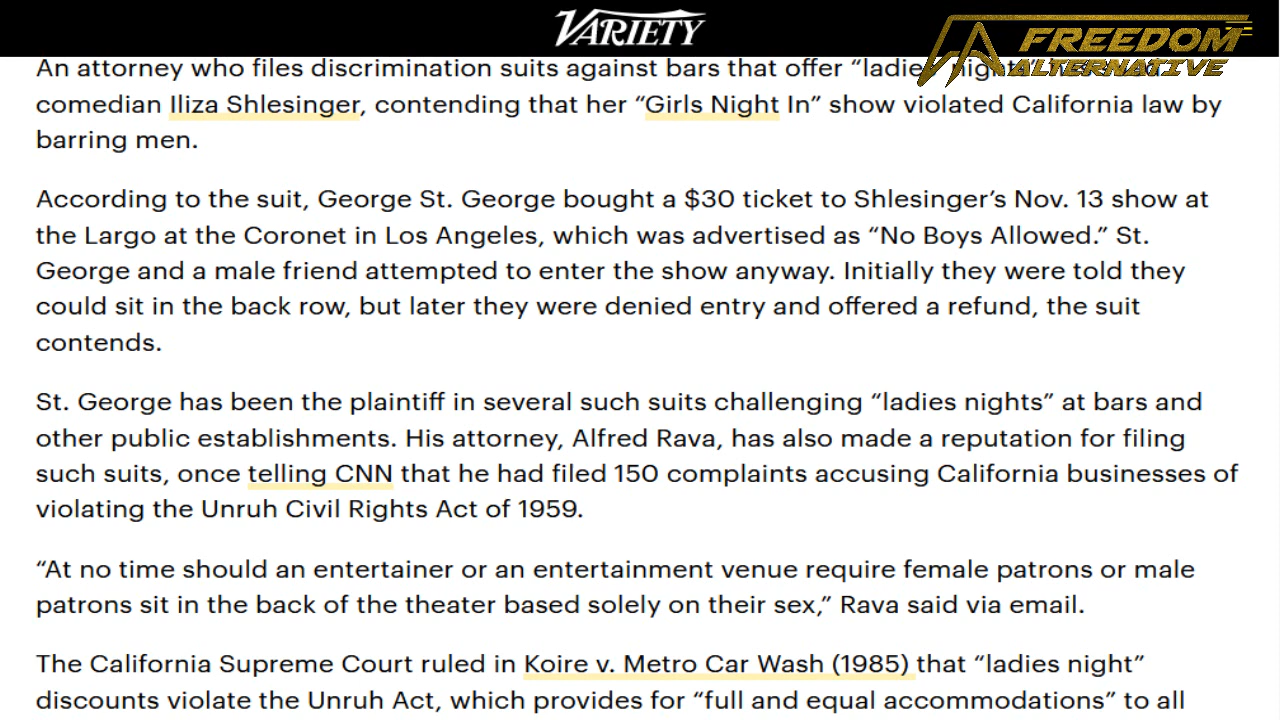 VARIETY
FREEDOM
ALTERNATIVE
An attorney who files discrimination suits against bars that offer “ladies night”
comedian Iliza Shlesinger, contending that her “Girls Night In” show violated California law by
barring men.
According to the suit, George St. George bought a $30 ticket to Shlesinger’s Nov. 13 show at
the Largo at the Coronet in Los Angeles, which was advertised as “No Boys Allowed.” St.
George and a male friend attempted to enter the show anyway. Initially they were told they
could sit in the back row, but later they were denied entry and offered a refund, the suit
contends.
St. George has been the plaintiff in several such suits challenging “ladies nights” at bars and
other public establishments. His attorney, Alfred Rava, has also made a reputation for filing
such suits, once telling CNN that he had filed 150 complaints accusing California businesses of
violating the Unruh Civil Rights Act of 1959.
“At no time should an entertainer or an entertainment venue require female patrons or male
patrons sit in the back of the theater based solely on their sex,” Rava said via email.
The California Supreme Court ruled in Koire v. Metro Car Wash (1985) that “ladies night”
discounts violate the Unruh Act, which provides for “full and equal accommodations” to all